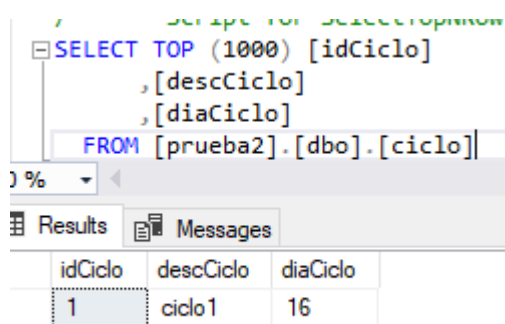 SELECT TOP (1000) [idCiclo]
,[descCiclo]
,[diaCiclo]
FROM [prueba2].[dbo].[ciclo]
%
Results Messages
idCiclo descCiclo diaCiclo
1 ciclo1 16